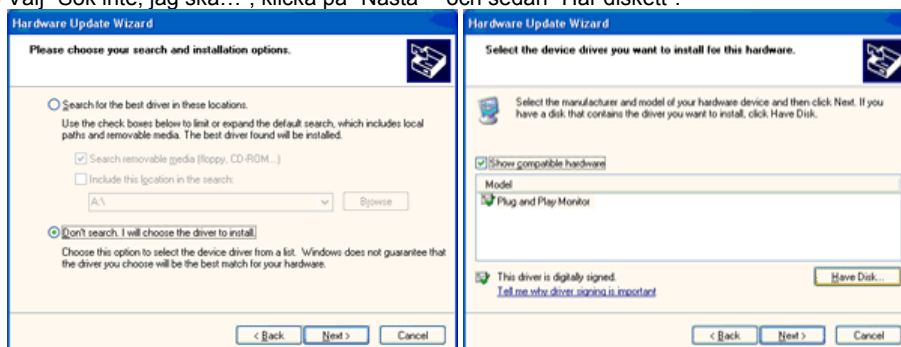 Välj "Sök inte, jag ska…", klicka på "Nästa" och sedan "Har diskett".
Hardware Update Wizard
Please choose your search and installation options.
Search for the best driver in these locations.
Use the check boxes below to limit or expand the default search, which includes local
paths and removable media. The best driver found will be installed.
Search removable media (floppy, CD-ROM...)
Include this location in the search:
A:\
Browse
Don't search. I will choose the driver to install.
Choose this option to select the device driver from a list. Windows does not guarantee that
the driver you choose will be the best match for your hardware.
< Back
Next >
Cancel
Hardware Update Wizard
Select the device driver you want to install for this hardware.
Select the manufacturer and model of your hardware device and then click Next. If you
have a disk that contains the driver you want to install, click Have Disk.
Show compatible hardware
Model
Plug and Play Monitor
This driver is digitally signed.
Tell me why driver signing is important
Have Disk...
< Back
Next >
Cancel